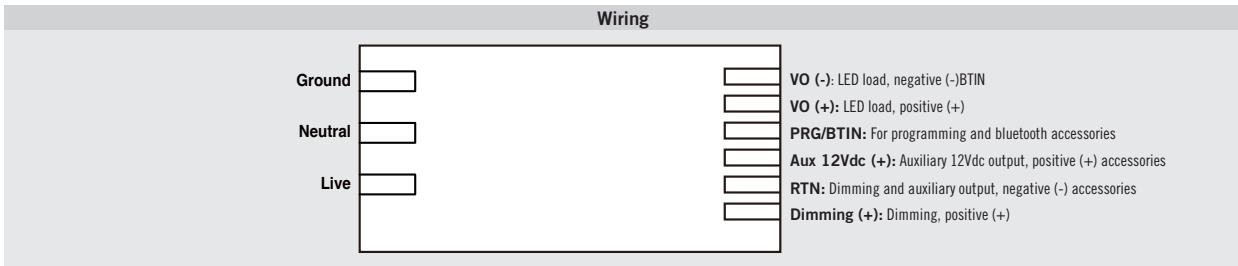 Wiring
Ground
Neutral
Live
VO (-): LED load, negative (-)BTIN
VO (+): LED load, positive (+)
PRG/BTIN: For programming and bluetooth accessories
Aux 12Vdc (+): Auxiliary 12Vdc output, positive (+) accessories
RTN: Dimming and auxiliary output, negative (-) accessories
Dimming (+): Dimming, positive (+)